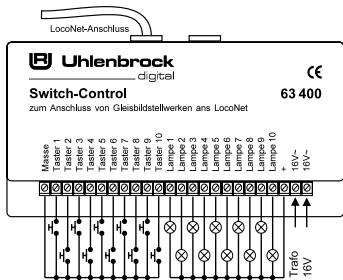 LocoNet-Anschluss
Uhlenbrock
digital
Switch-Control
63 400
zum Anschluss von Gleisbildstellwerken ans LocoNet
Masse
Taster 1
Taster 2
Taster 3
Taster 4
Taster 5
Taster 6
Taster 7
Taster 8
Taster 9
Taster 10
Lampe 1
Lampe 2
Lampe 3
Lampe 4
Lampe 5
Lampe 6
Lampe 7
Lampe 8
Lampe 9
Lampe 10
+
16V~
16V~
Trafo
16V